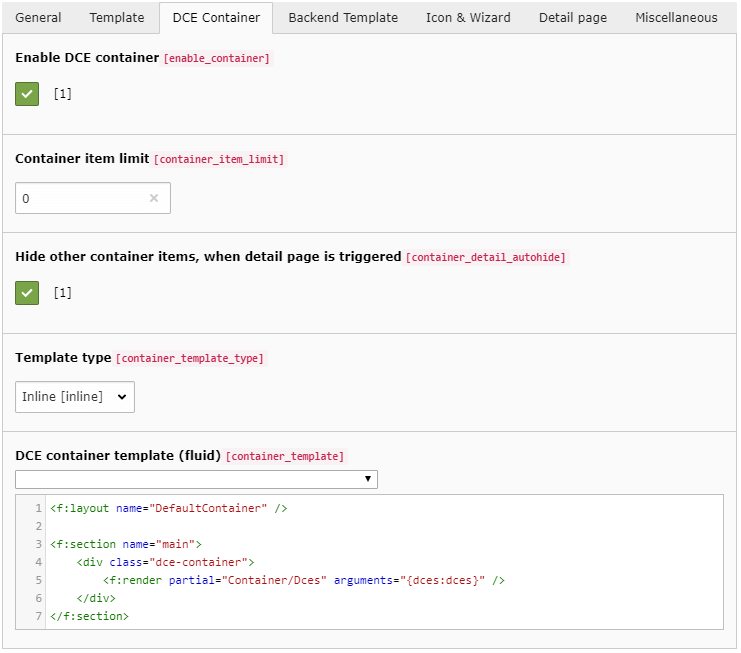 General Template DCE Container Backend Template Icon & Wizard Detail page Miscellaneous
Enable DCE container [enable_container]
[1]
Container item limit [container_item_limit]
0 ×
Hide other container items, when detail page is triggered [container_detail_autohide]
[1]
Template type [container_template_type]
Inline [inline]
DCE container template (fluid) [container_template]
1 <f:layout name="DefaultContainer" />
2
3 <f:section name="main">
4     <div class="dce-container">
5         <f:render partial="Container/Dces" arguments="{dces:dces}" />
6     </div>
7 </f:section>